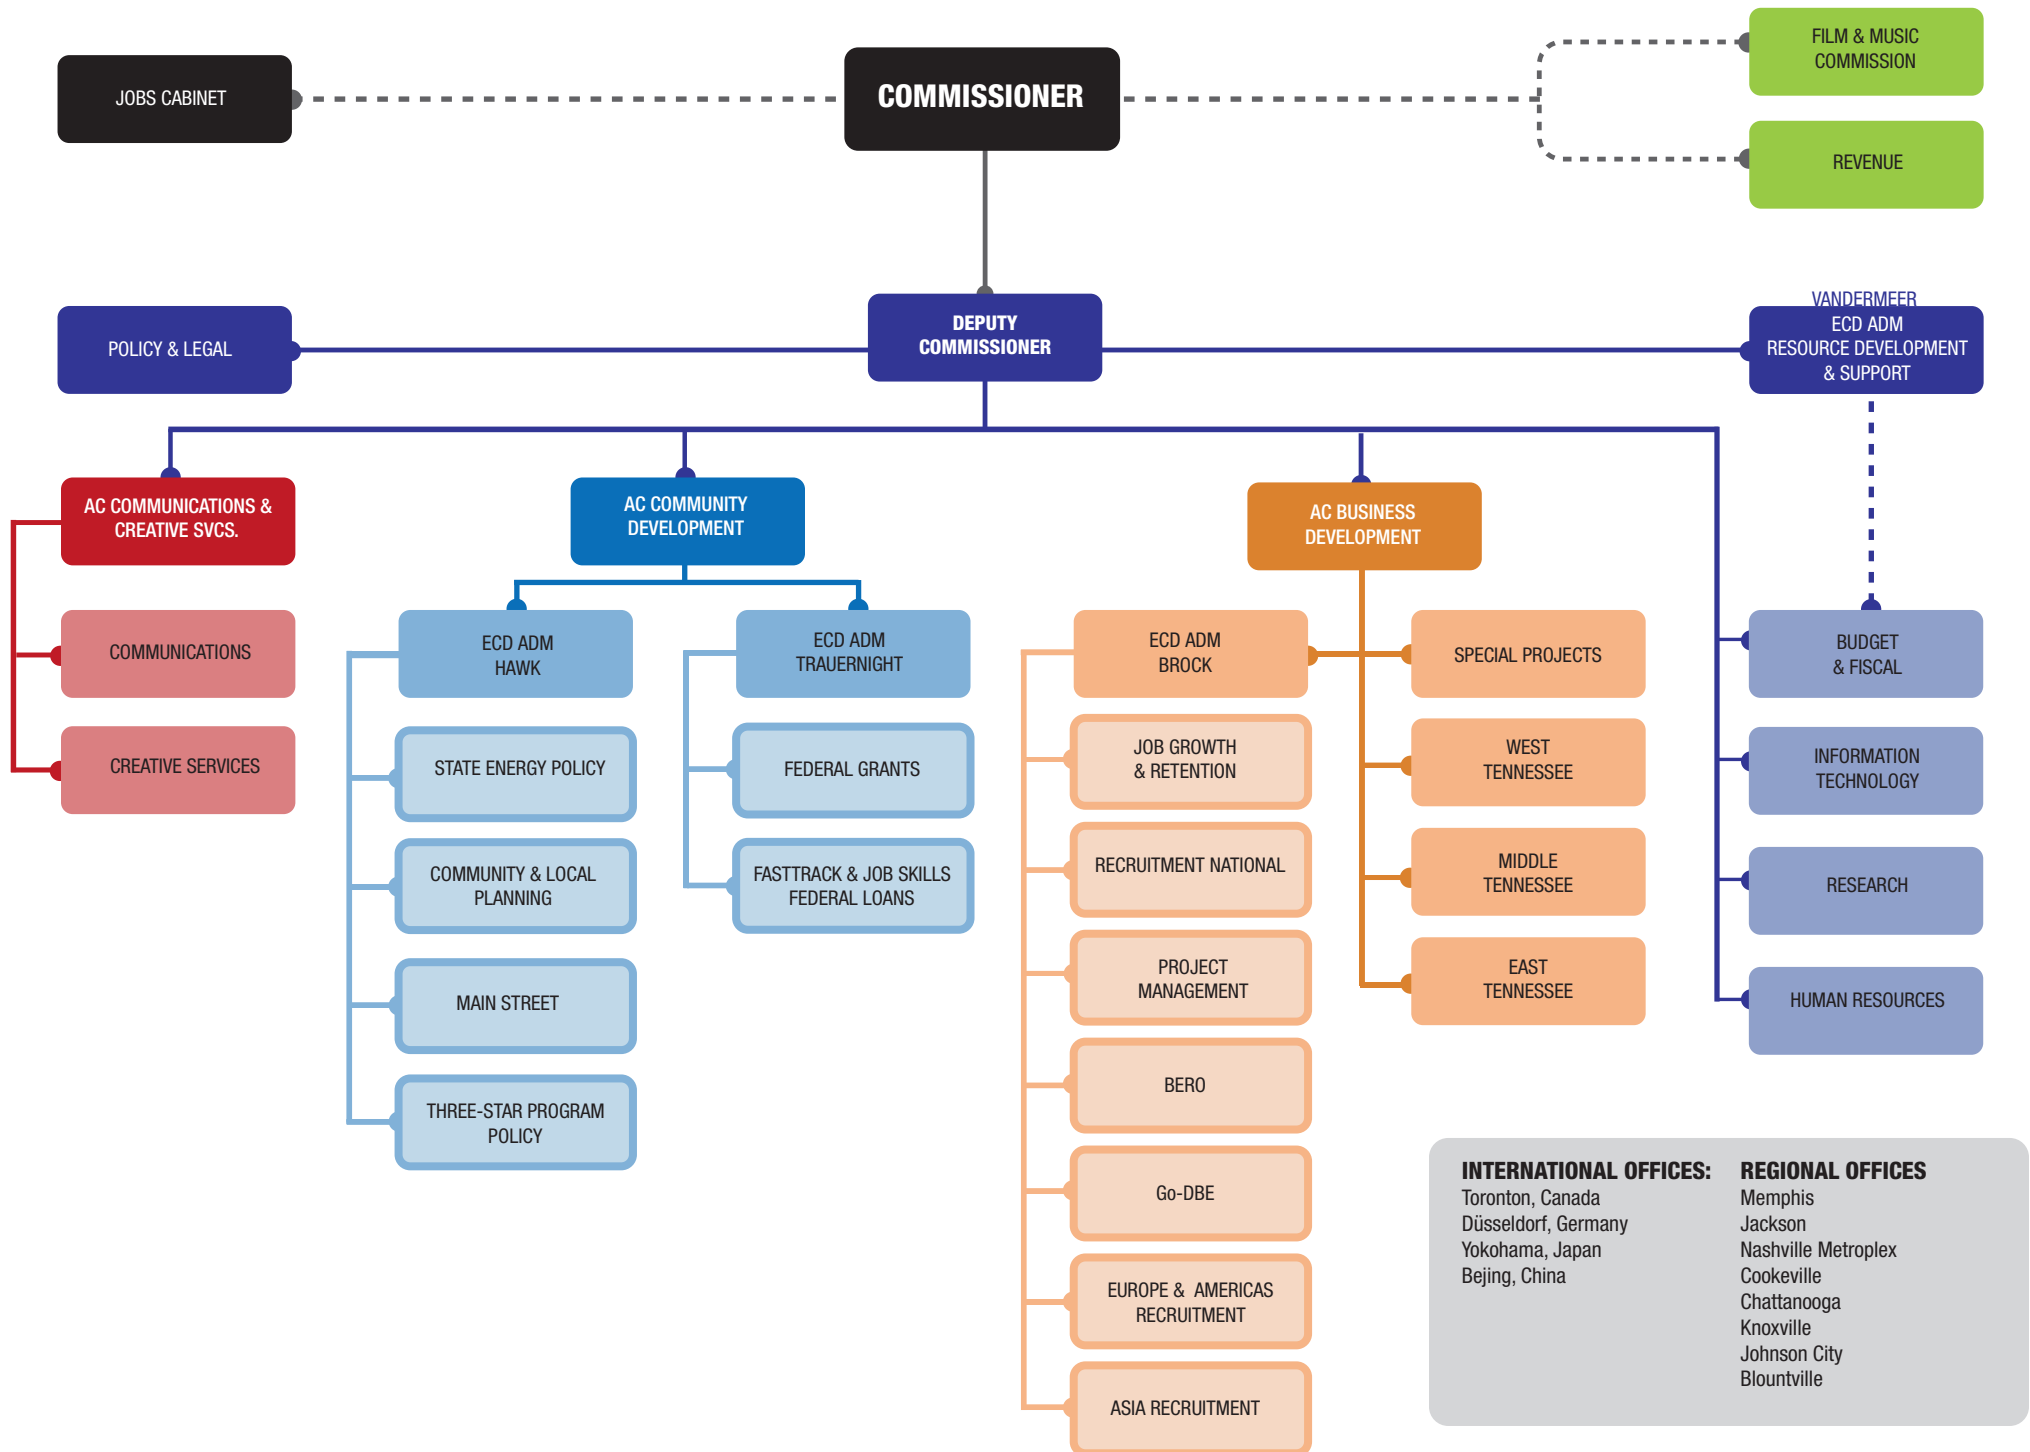 JOBS CABINET
COMMISSIONER
FILM & MUSIC
COMMISSION
REVENUE
POLICY & LEGAL
DEPUTY
COMMISSIONER
VANDERMEER
ECD ADM
RESOURCE DEVELOPMENT
& SUPPORT
AC COMMUNICATIONS &
CREATIVE SVCS.
COMMUNICATIONS
CREATIVE SERVICES
AC COMMUNITY
DEVELOPMENT
ECD ADM
HAWK
STATE ENERGY POLICY
COMMUNITY & LOCAL
PLANNING
MAIN STREET
THREE-STAR PROGRAM
POLICY
ECD ADM
TRAUERNIGHT
FEDERAL GRANTS
FASTTRACK & JOB SKILLS
FEDERAL LOANS
AC BUSINESS
DEVELOPMENT
ECD ADM
BROCK
JOB GROWTH
& RETENTION
RECRUITMENT NATIONAL
PROJECT
MANAGEMENT
BERO
Go-DBE
EUROPE & AMERICAS
RECRUITMENT
ASIA RECRUITMENT
SPECIAL PROJECTS
WEST
TENNESSEE
MIDDLE
TENNESSEE
EAST
TENNESSEE
BUDGET
& FISCAL
INFORMATION
TECHNOLOGY
RESEARCH
HUMAN RESOURCES
INTERNATIONAL OFFICES:
Toronton, Canada
Düsseldorf, Germany
Yokohama, Japan
Bejing, China
REGIONAL OFFICES
Memphis
Jackson
Nashville Metroplex
Cookeville
Chattanooga
Knoxville
Johnson City
Blountville